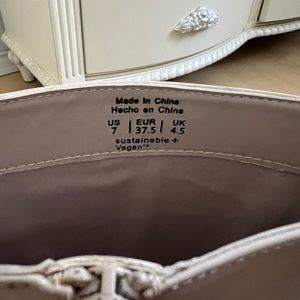 Made in China
Hecho en China
US | EUR | UK
7 | 37.5 | 4.5
sustainable +
Vegan™